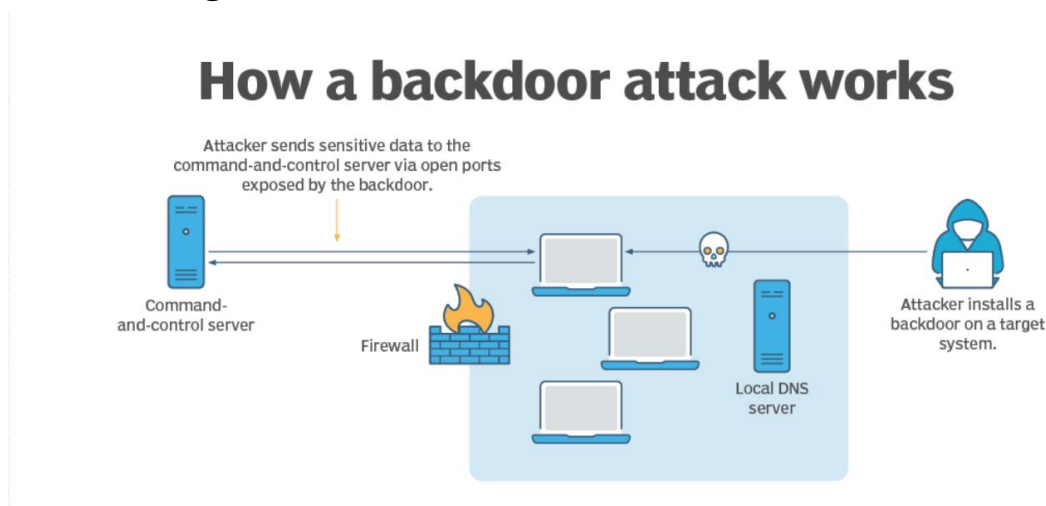 How a backdoor attack works
Attacker sends sensitive data to the
command-and-control server via open ports
exposed by the backdoor.
Command-
and-control server
Firewall
Local DNS
server
Attacker installs a
backdoor on a target
system.